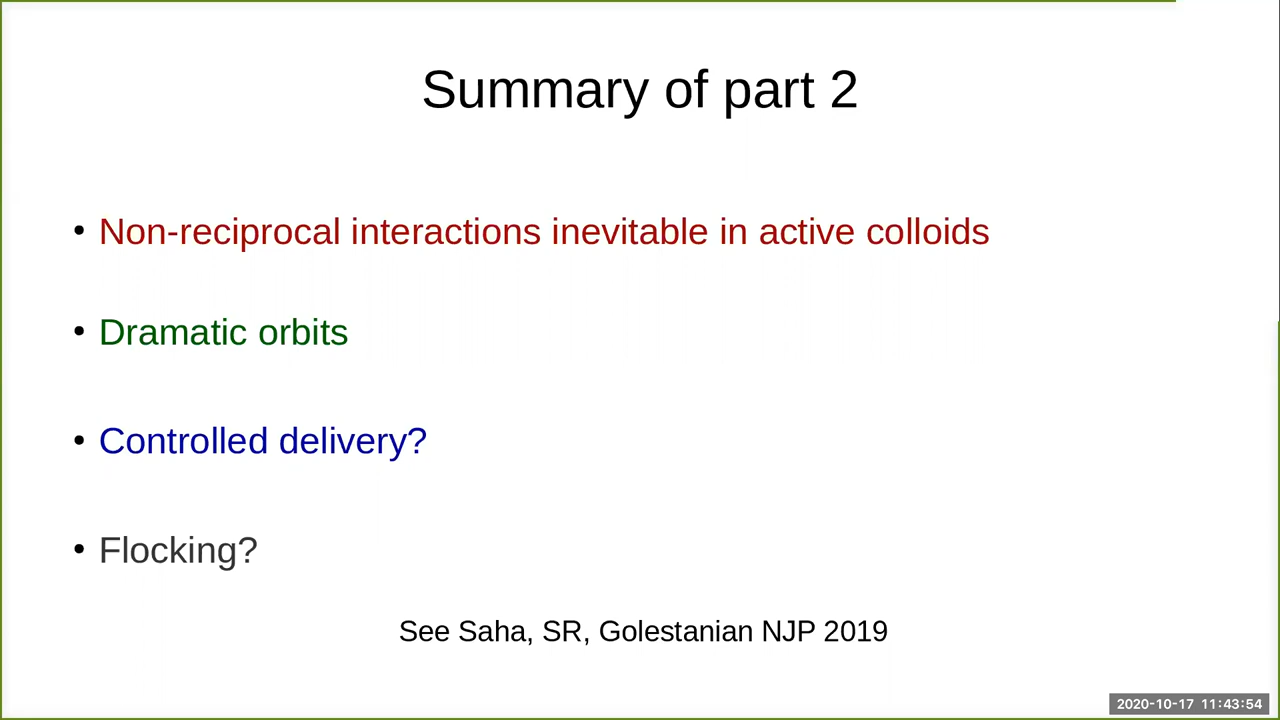 Summary of part 2
• Non-reciprocal interactions inevitable in active colloids
• Dramatic orbits
• Controlled delivery?
• Flocking?
See Saha, SR, Golestanian NJP 2019
2020-10-17 11:43:54